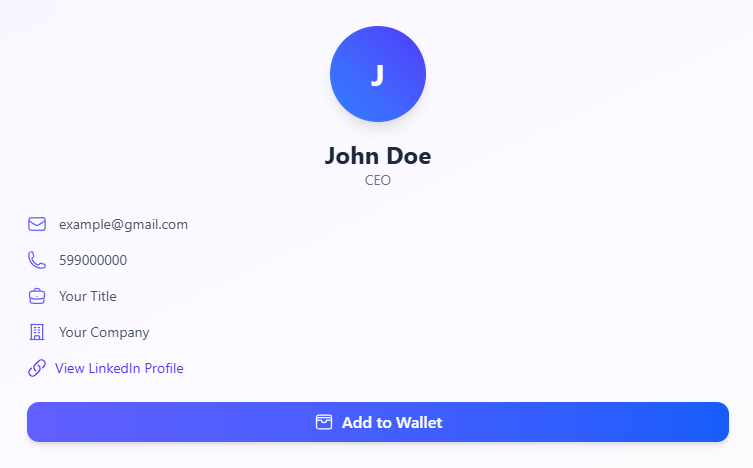 J
John Doe
CEO
example@gmail.com
599000000
Your Title
Your Company
View LinkedIn Profile
Add to Wallet